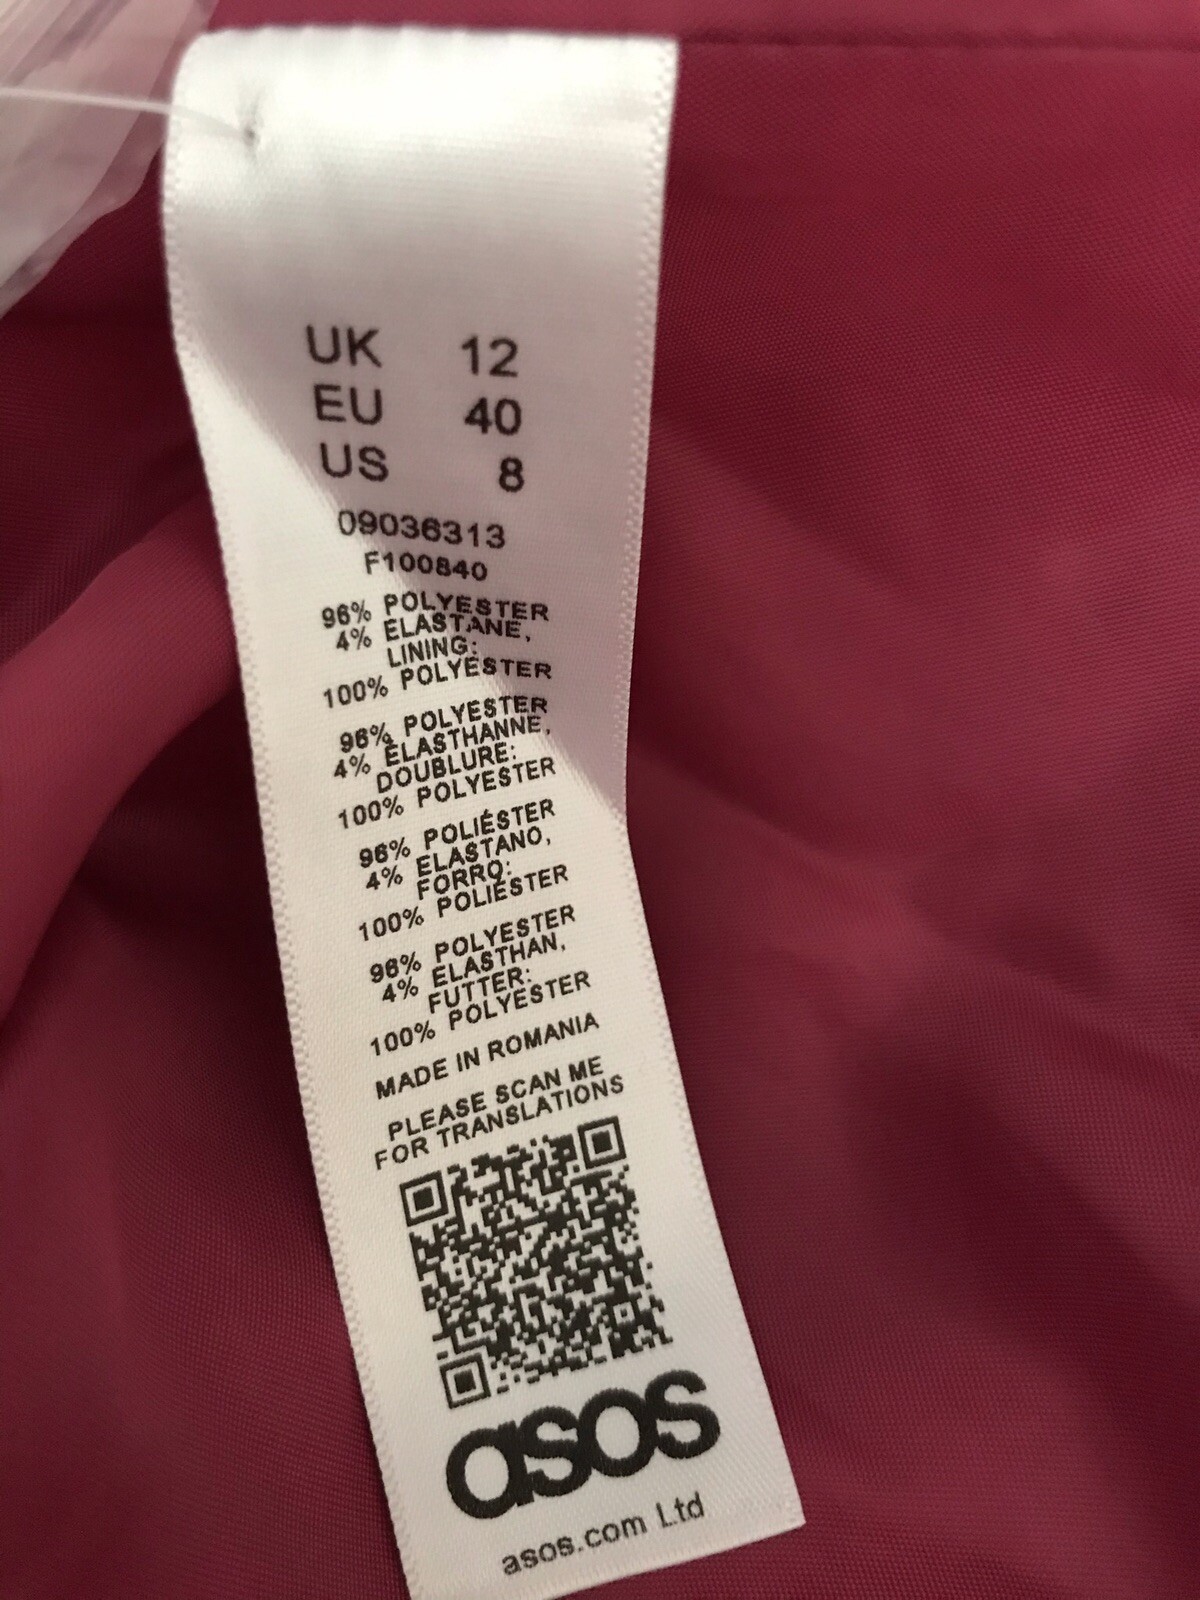 UK 12
EU 40
US 8
09036313
F100840
96% POLYESTER
4% ELASTANE,
LINING:
100% POLYESTER
96% POLYESTER
4% ÉLASTHANNE,
DOUBLURE:
100% POLYESTER
96% POLIÉSTER
4% ELASTANO,
FORRO:
100% POLIÉSTER
96% POLYESTER
4% ELASTHAN,
FUTTER:
100% POLYESTER
MADE IN ROMANIA
PLEASE SCAN ME
FOR TRANSLATIONS
asos
asos.com Ltd